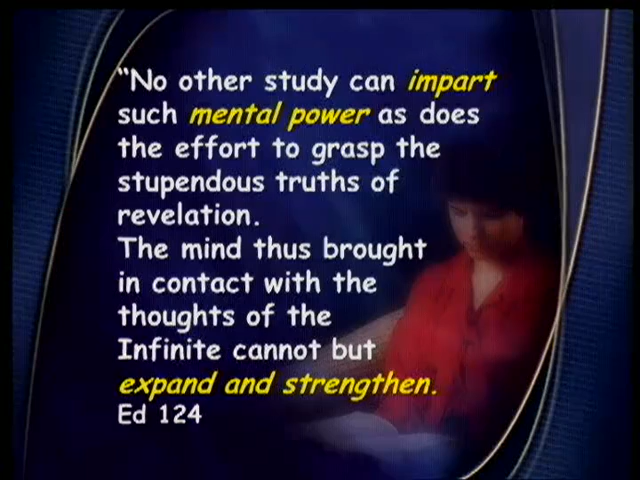 “No other study can impart
such mental power as does
the effort to grasp the
stupendous truths of
revelation.
The mind thus brought
in contact with the
thoughts of the
Infinite cannot but
expand and strengthen.
Ed 124